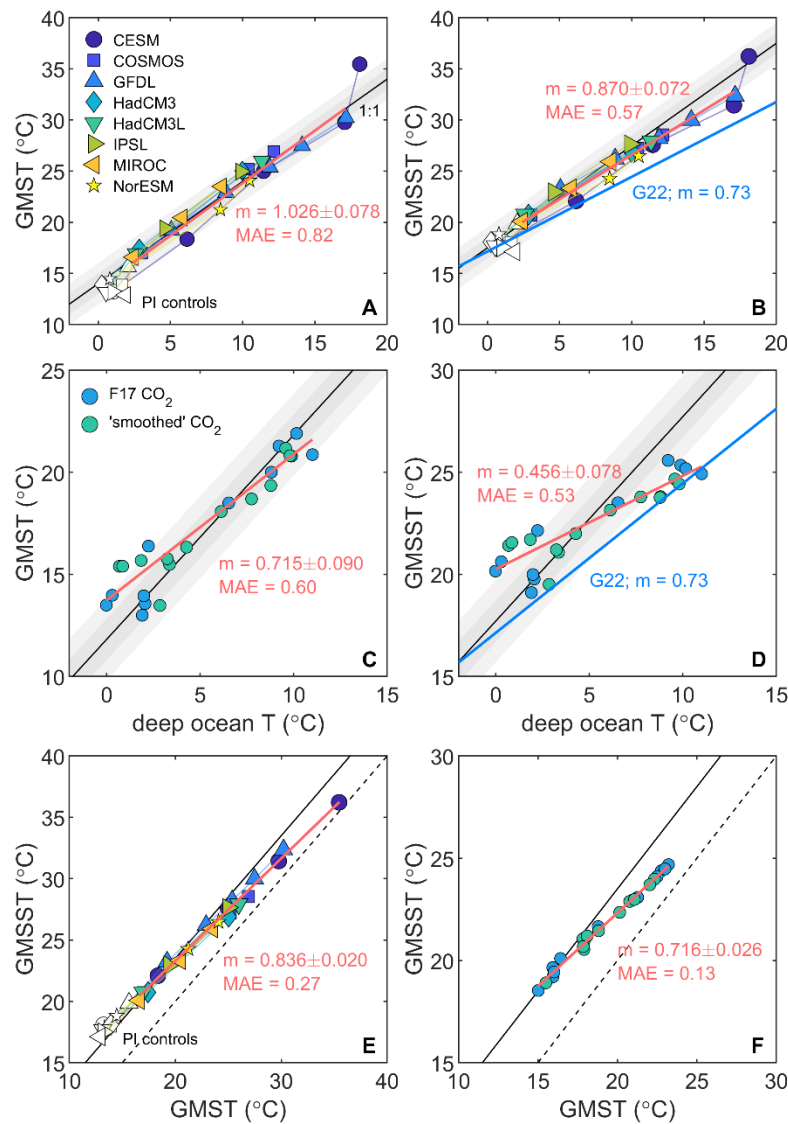 40
35
30
25
20
15
10
GMST (°C)
CESM
COSMOS
GFDL
HadCM3
HadCM3L
IPSL
MIROC
NorESM
1:1
m = 1.026±0.078
MAE = 0.82
PI controls
A
0 5 10 15 20
40
35
30
25
20
15
10
GMSST (°C)
m = 0.870±0.072
MAE = 0.57
G22; m = 0.73
B
0 5 10 15 20
25
20
15
10
GMST (°C)
F17 CO2
'smoothed' CO2
m = 0.715±0.090
MAE = 0.60
C
0 5 10 15
deep ocean T (°C)
30
25
20
15
GMSST (°C)
m = 0.456±0.078
MAE = 0.53
G22; m = 0.73
D
0 5 10 15
deep ocean T (°C)
40
35
30
25
20
15
GMSST (°C)
m = 0.836±0.020
MAE = 0.27
PI controls
E
10 20 30 40
GMST (°C)
30
25
20
15
GMSST (°C)
m = 0.716±0.026
MAE = 0.13
F
10 15 20 25 30
GMST (°C)